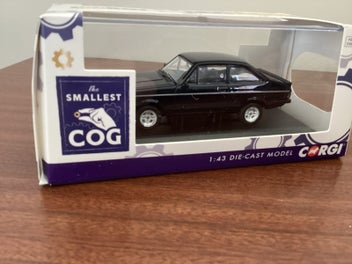 the
SMALLEST
COG
1:43 DIE-CAST MODEL CORGI